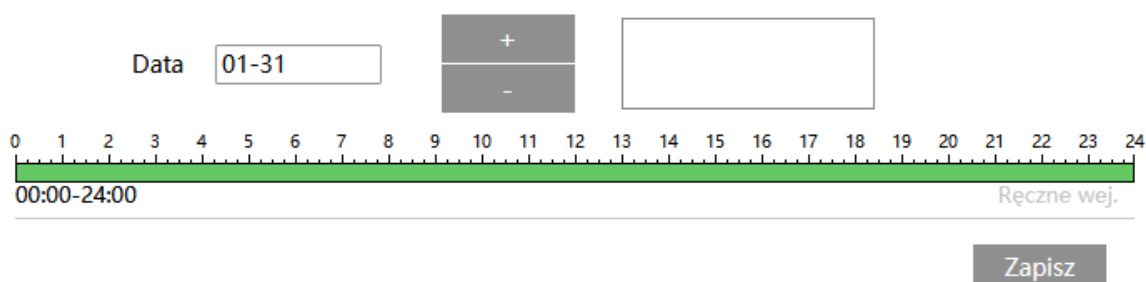 Data 01-31 +
-
0 1 2 3 4 5 6 7 8 9 10 11 12 13 14 15 16 17 18 19 20 21 22 23 24
00:00-24:00 Ręczne wej.
Zapisz